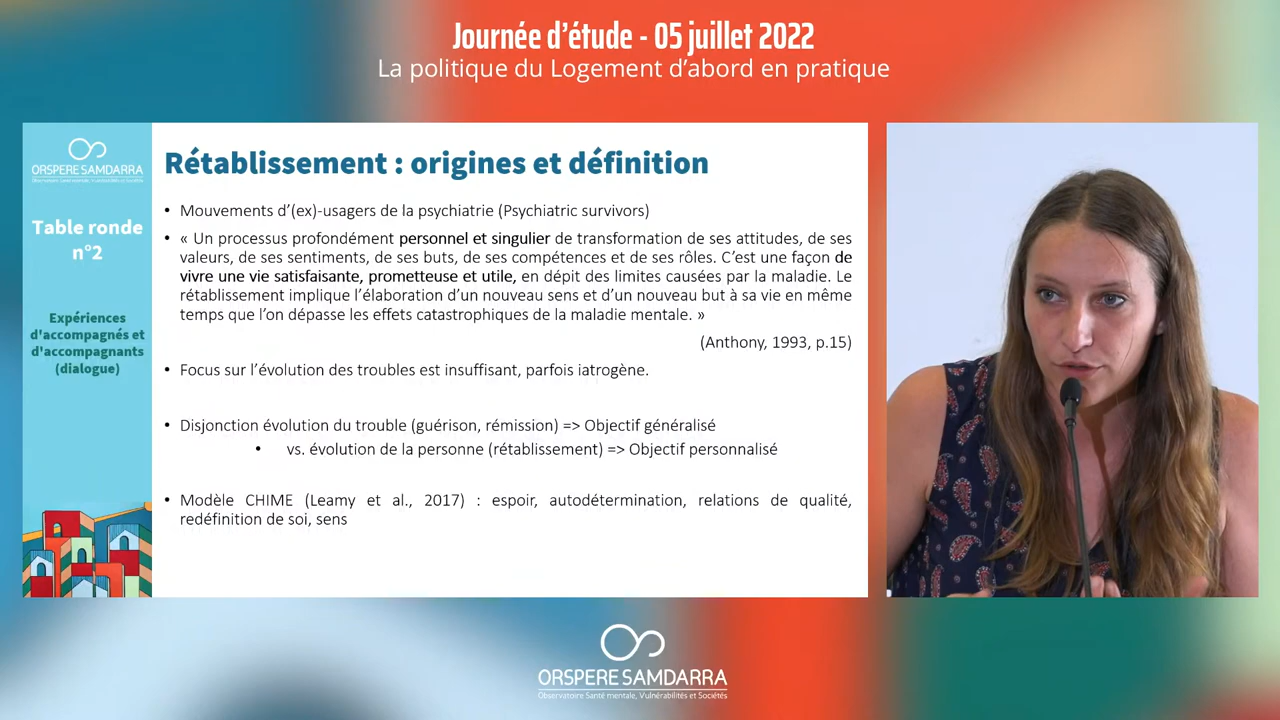 Journée d'étude - 05 juillet 2022
La politique du Logement d'abord en pratique
ORSPERE SAMDARRA
Observatoire Santé mentale, Vulnérabilités et Sociétés
Table ronde
n°2
Expériences
d'accompagnés et
d'accompagnants
(dialogue)
Rétablissement : origines et définition
• Mouvements d'(ex)-usagers de la psychiatrie (Psychiatric survivors)
• « Un processus profondément personnel et singulier de transformation de ses attitudes, de ses
valeurs, de ses sentiments, de ses buts, de ses compétences et de ses rôles. C'est une façon de
vivre une vie satisfaisante, prometteuse et utile, en dépit des limites causées par la maladie. Le
rétablissement implique l'élaboration d'un nouveau sens et d'un nouveau but à sa vie en même
temps que l'on dépasse les effets catastrophiques de la maladie mentale. »
(Anthony, 1993, p.15)
• Focus sur l'évolution des troubles est insuffisant, parfois iatrogène.
• Disjonction évolution du trouble (guérison, rémission) => Objectif généralisé
• vs. évolution de la personne (rétablissement) => Objectif personnalisé
• Modèle CHIME (Leamy et al., 2017) : espoir, autodétermination, relations de qualité,
redéfinition de soi, sens
ORSPERE SAMDARRA
Observatoire Santé mentale, Vulnérabilités et Sociétés